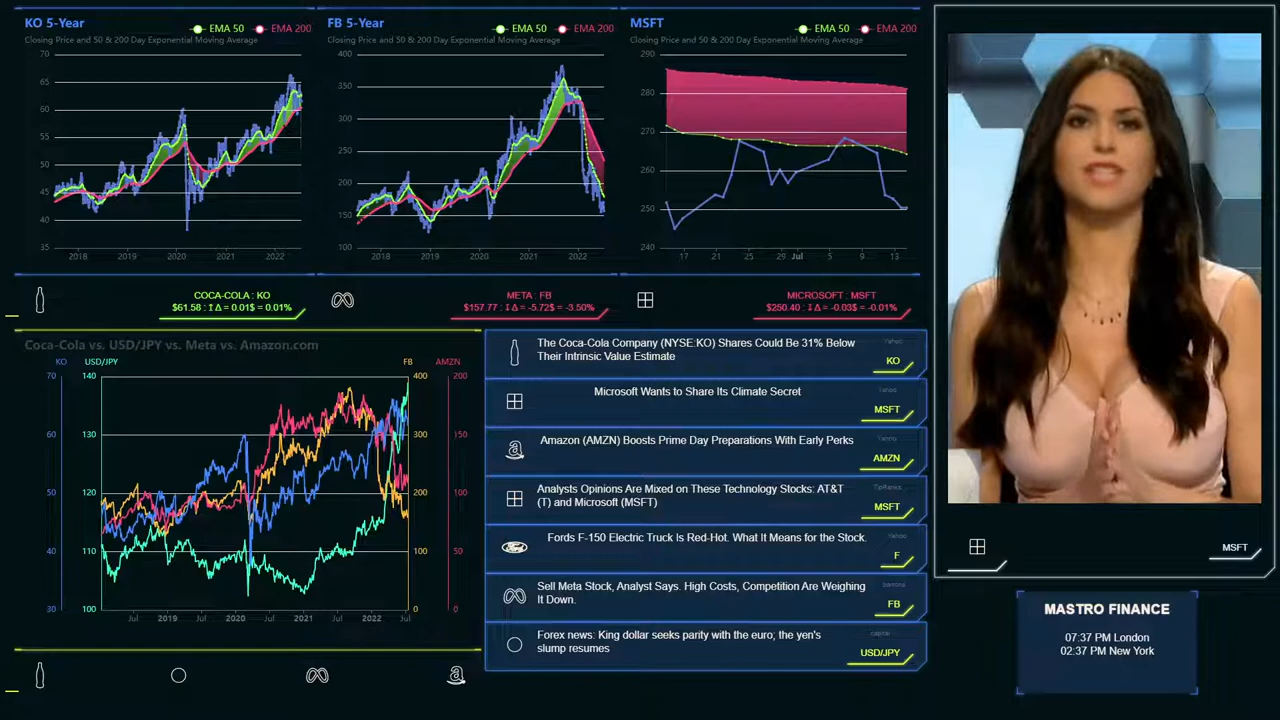 KO 5-Year
EMA 50 EMA 200
Closing Price and 50 & 200 Day Exponential Moving Average
70
65
60
55
50
45
40
35
2018 2019 2020 2021 2022
FB 5-Year
EMA 50 EMA 200
Closing Price and 50 & 200 Day Exponential Moving Average
400
350
300
250
200
150
100
2018 2019 2020 2021 2022
MSFT
EMA 50 EMA 200
Closing Price and 50 & 200 Day Exponential Moving Average
290
280
270
260
250
240
17 21 25 29 Jul 5 9 13
COCA-COLA : KO
$61.58 : 1 Δ = 0.01$ = 0.01%
META : FB
$157.77 : 1 Δ = -5.72$ = -3.50%
MICROSOFT : MSFT
$250.40 : 1 Δ = -0.03$ = -0.01%
Coca-Cola vs. USD/JPY vs. Meta vs. Amazon.com
KO USD/JPY FB AMZN
70 140 400 200
60 130 300 150
50 120 200 100
40 110 100 50
30 100 0 0
Jul 2019 Jul 2020 Jul 2021 Jul 2022 Jul
The Coca-Cola Company (NYSE:KO) Shares Could Be 31% Below
Their Intrinsic Value Estimate
Yahoo
KO
Microsoft Wants to Share Its Climate Secret
Yahoo
MSFT
Amazon (AMZN) Boosts Prime Day Preparations With Early Perks
Yahoo
AMZN
Analysts Opinions Are Mixed on These Technology Stocks: AT&T
(T) and Microsoft (MSFT)
TipRanks
MSFT
Fords F-150 Electric Truck Is Red-Hot. What It Means for the Stock.
Yahoo
F
Sell Meta Stock, Analyst Says. High Costs, Competition Are Weighing
It Down.
FB
Forex news: King dollar seeks parity with the euro, the yen's
slump resumes
capital
USD/JPY
MSFT
MASTRO FINANCE
07:37 PM London
02:37 PM New York